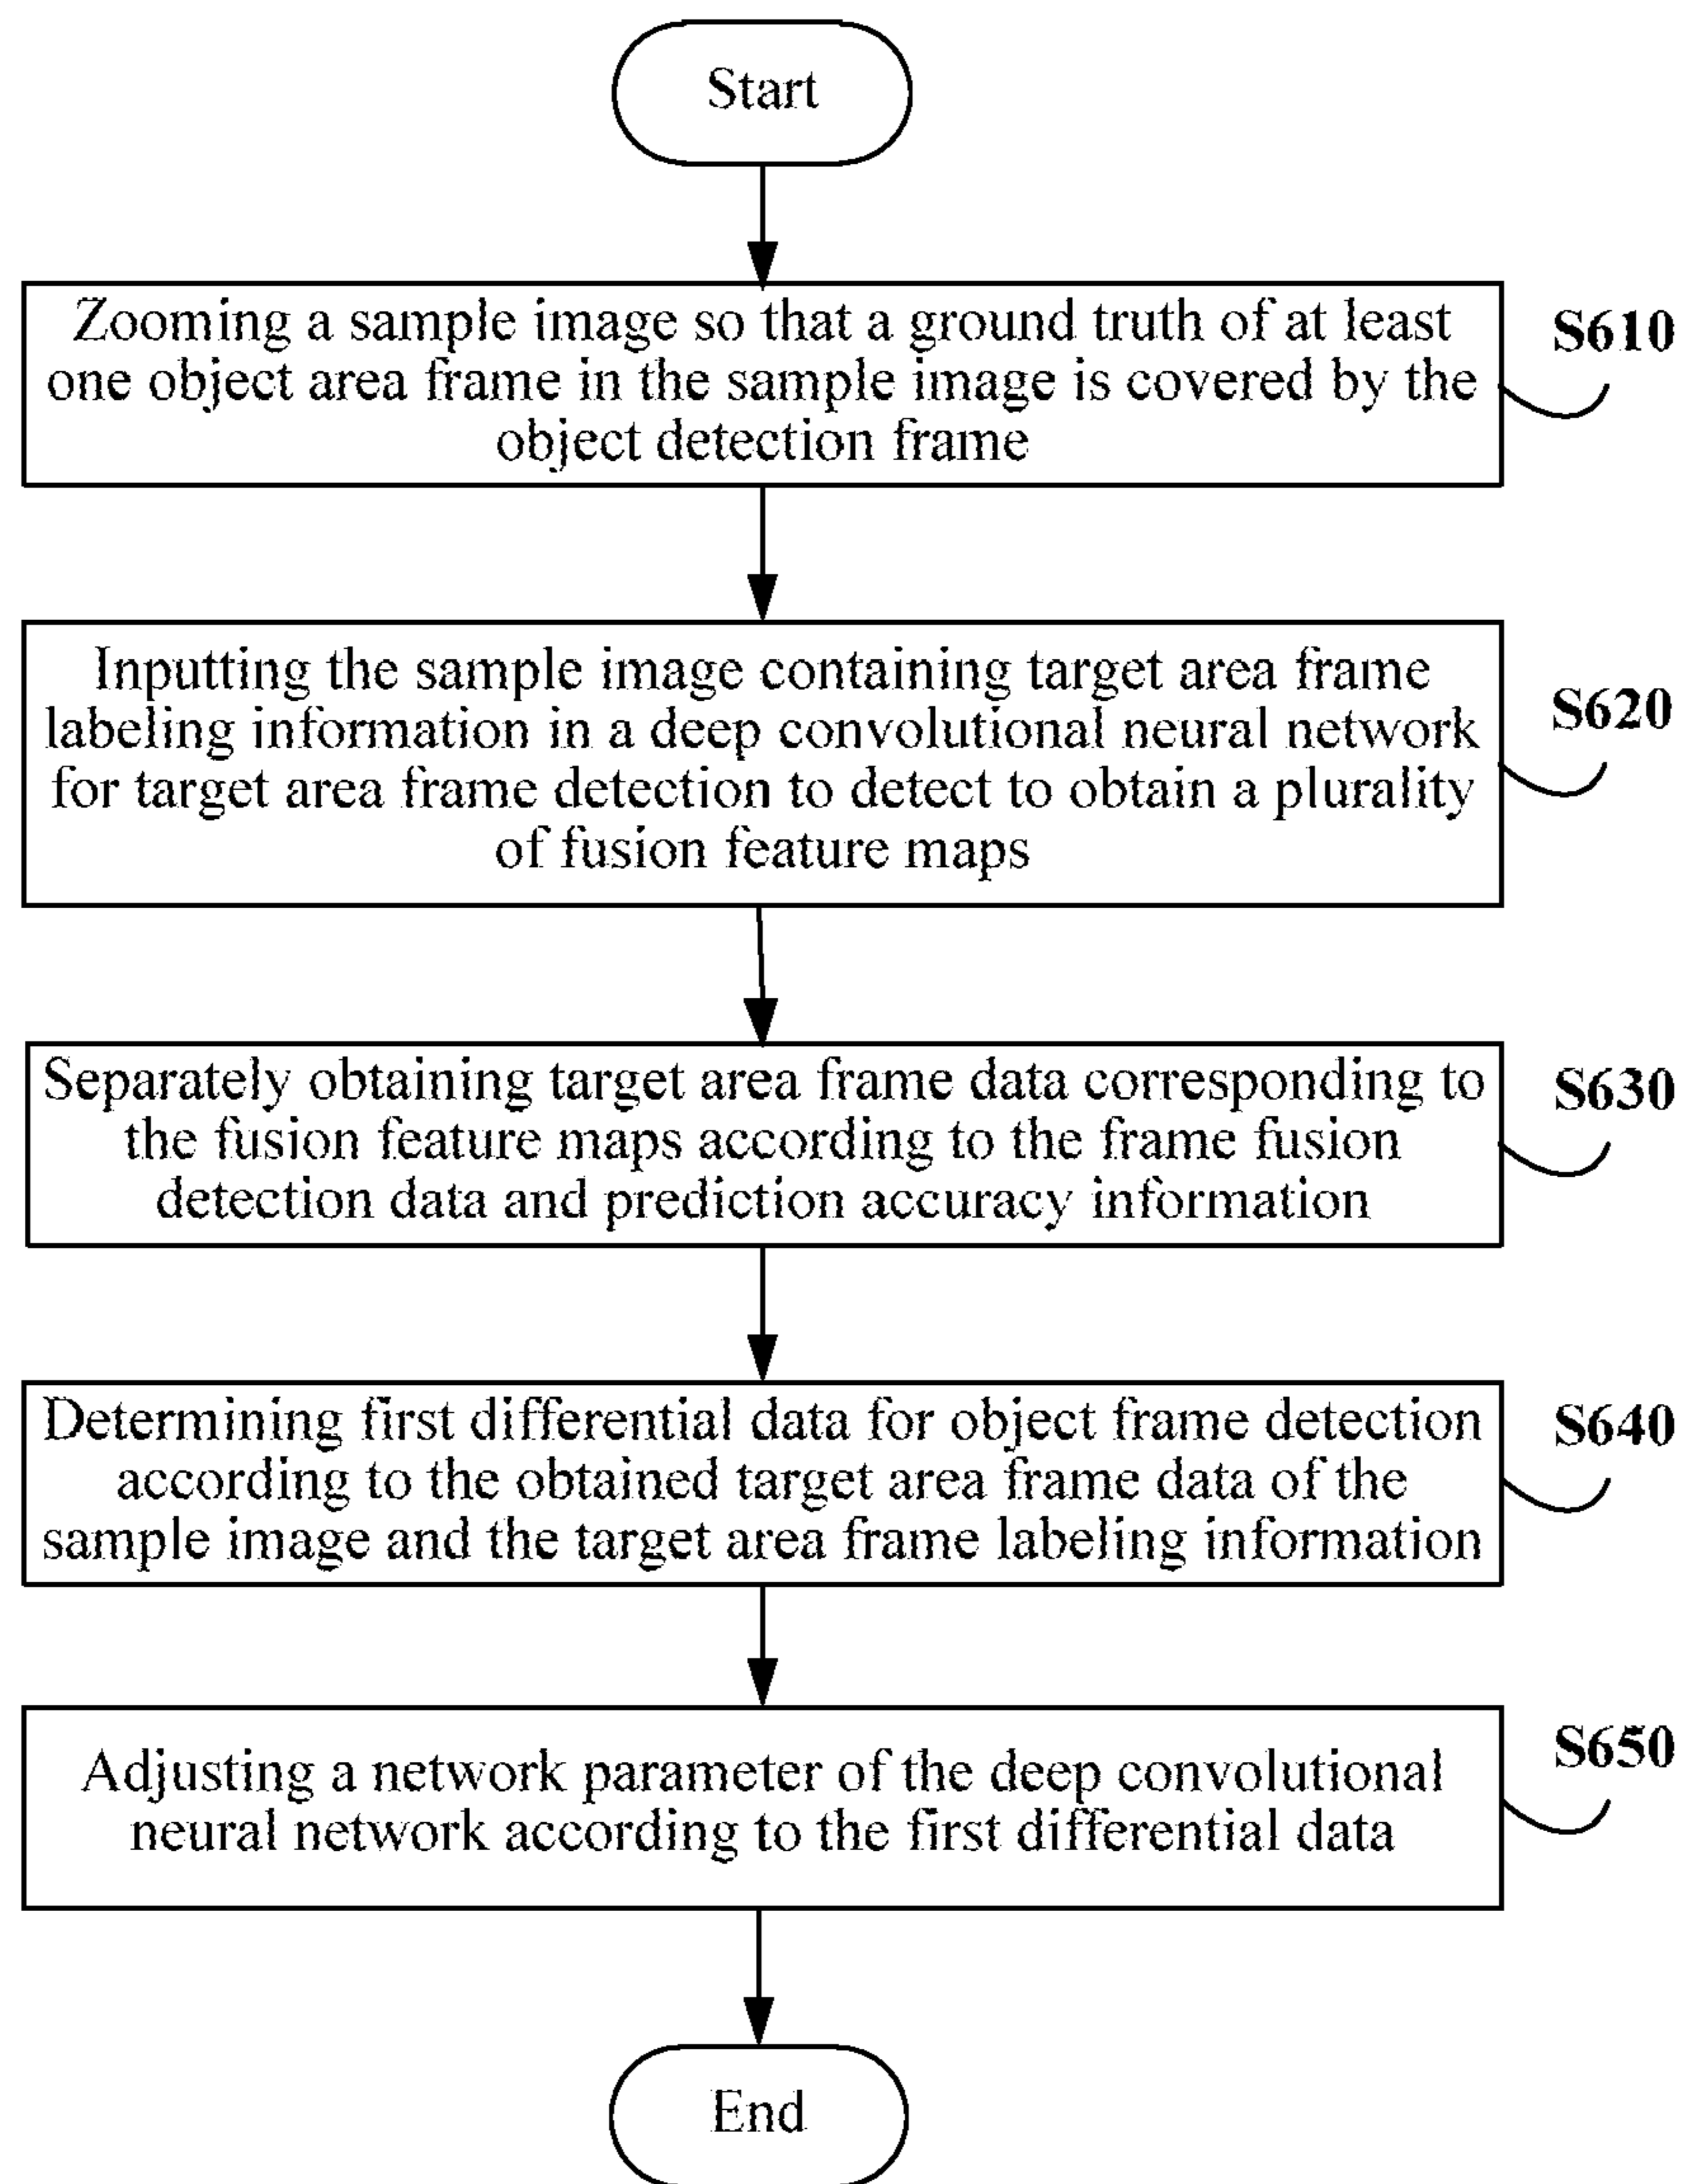 Start
Zooming a sample image so that a ground truth of at least
one object area frame in the sample image is covered by the
object detection frame
S610
Inputting the sample image containing target area frame
labeling information in a deep convolutional neural network
for target area frame detection to detect to obtain a plurality
of fusion feature maps
S620
Separately obtaining target area frame data corresponding to
the fusion feature maps according to the frame fusion
detection data and prediction accuracy information
S630
Determining first differential data for object frame detection
according to the obtained target area frame data of the
sample image and the target area frame labeling information
S640
Adjusting a network parameter of the deep convolutional
neural network according to the first differential data
S650
End